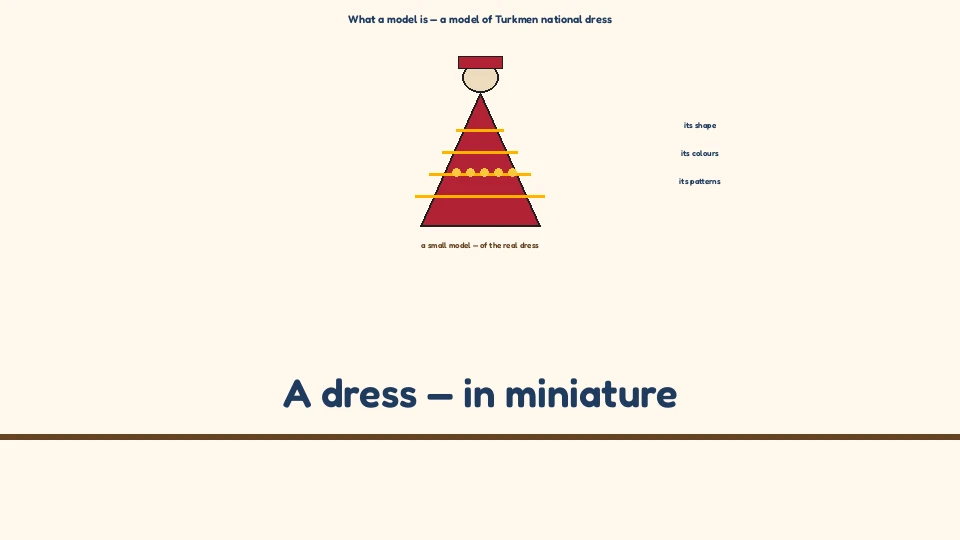 What a model is — a model of Turkmen national dress
its shape
its colours
its patterns
a small model — of the real dress
A dress — in miniature